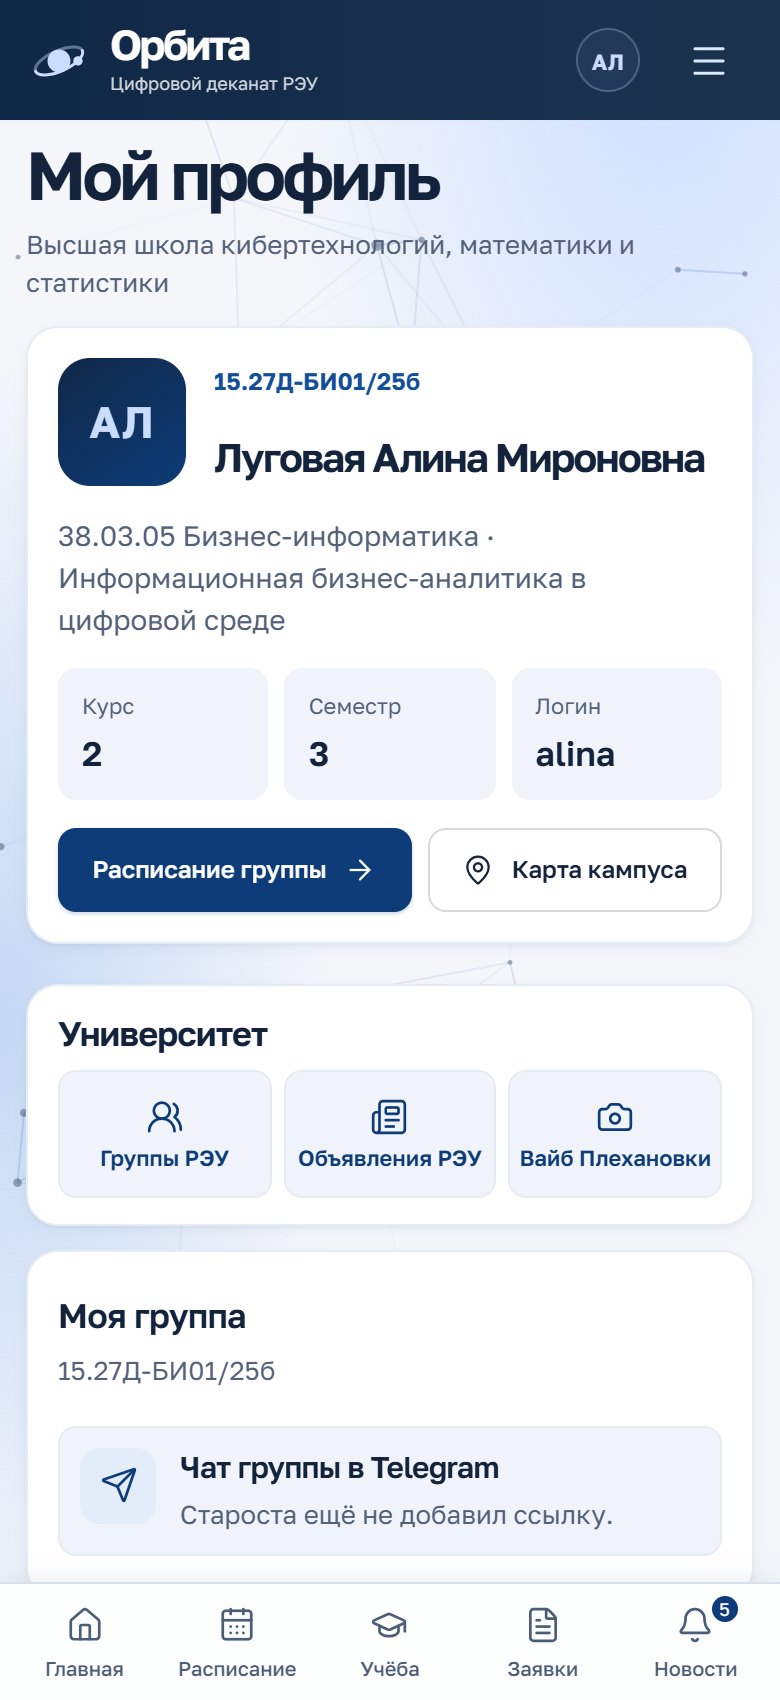 Орбита
Цифровой деканат РЭУ
АЛ
Мой профиль
Высшая школа кибертехнологий, математики и
статистики
АЛ
15.27Д-БИ01/25б
Луговая Алина Мироновна
38.03.05 Бизнес-информатика ·
Информационная бизнес-аналитика в
цифровой среде
Курс
2
Семестр
3
Логин
alina
Расписание группы
Карта кампуса
Университет
Группы РЭУ
Объявления РЭУ
Вайб Плехановки
Моя группа
15.27Д-БИ01/25б
Чат группы в Telegram
Староста ещё не добавил ссылку.
5
Главная
Расписание
Учёба
Заявки
Новости